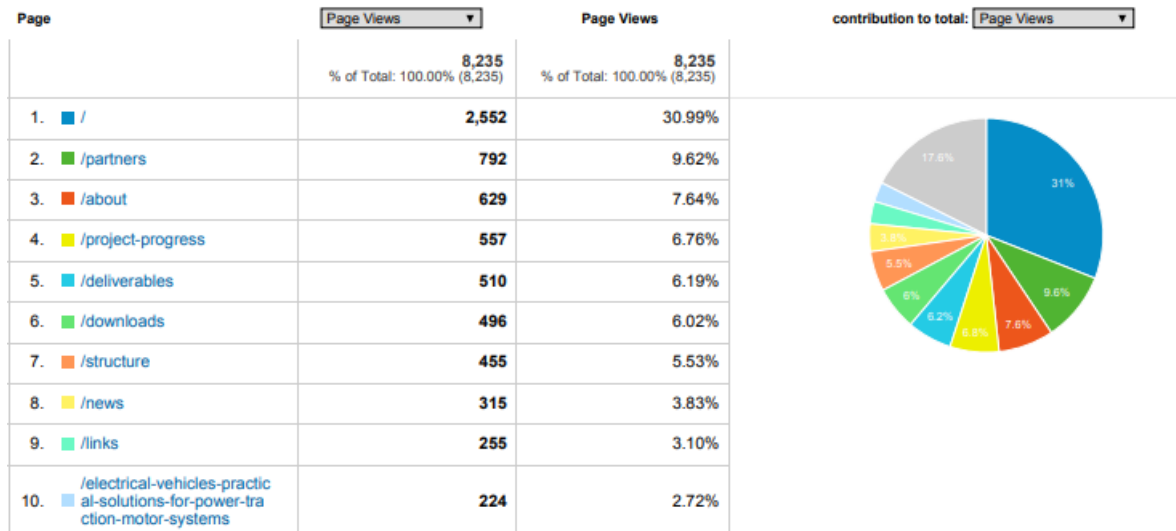 Page Page Views ▼ Page Views contribution to total: Page Views ▼
8,235 8,235
% of Total: 100.00% (8,235) % of Total: 100.00% (8,235)
1. / 2,552 30.99%
2. /partners 792 9.62%
3. /about 629 7.64%
4. /project-progress 557 6.76%
5. /deliverables 510 6.19%
6. /downloads 496 6.02%
7. /structure 455 5.53%
8. /news 315 3.83%
9. /links 255 3.10%
10. /electrical-vehicles-practic
al-solutions-for-power-tra 224 2.72%
ction-motor-systems
17.6%
31%
3.8%
5.5%
9.6%
6%
6.2%
7.6%
6.8%